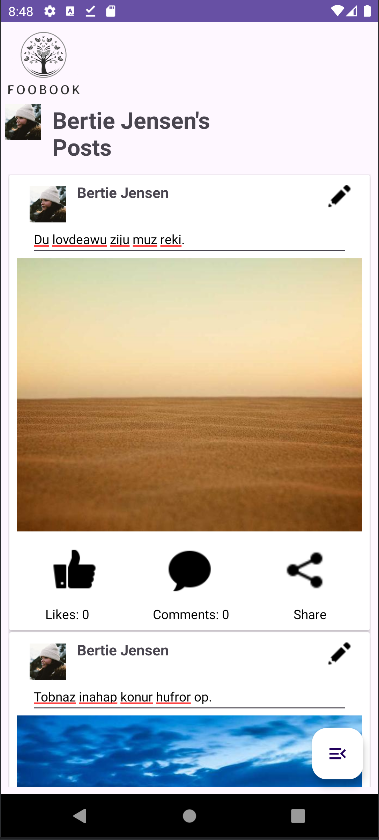 8:48
FOOBOOK
Bertie Jensen's
Posts
Bertie Jensen
Du lovdeawu ziju muz reki.
Likes: 0
Comments: 0
Share
Bertie Jensen
Tobnaz inahap konur hufror op.